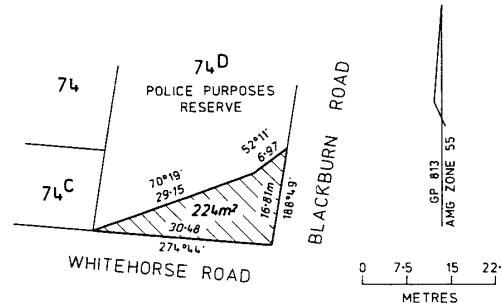 74
74D
POLICE PURPOSES
RESERVE
74C
52°11'
6·97
70°19'
29·15
224m²
16·81m
188°49'
30·48
274°44'
BLACKBURN ROAD
WHITEHORSE ROAD
GP 813
AMG ZONE 55
0 7·5 15 22·
METRES